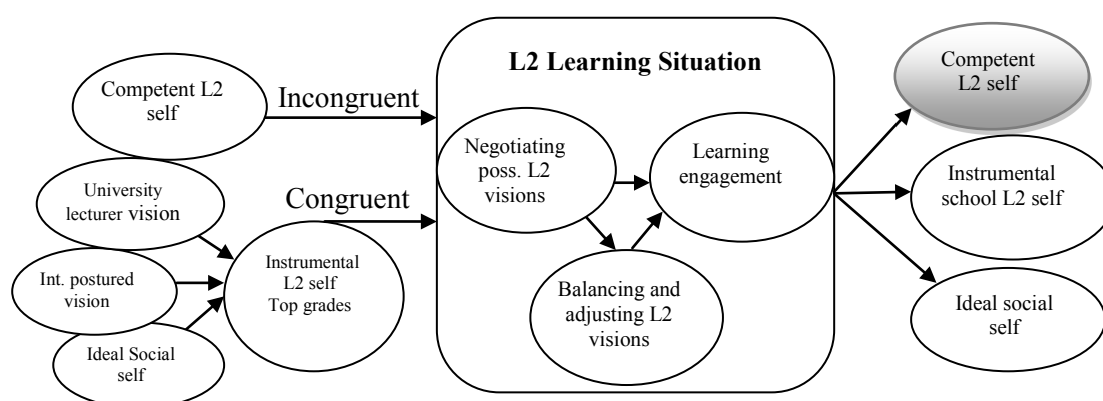 Competent L2
self
Incongruent
University
lecturer vision
Int. postured
vision
Ideal Social
self
Congruent
Instrumental
L2 self
Top grades
L2 Learning Situation
Negotiating
poss. L2
visions
Learning
engagement
Balancing and
adjusting L2
visions
Competent
L2 self
Instrumental
school L2 self
Ideal social
self